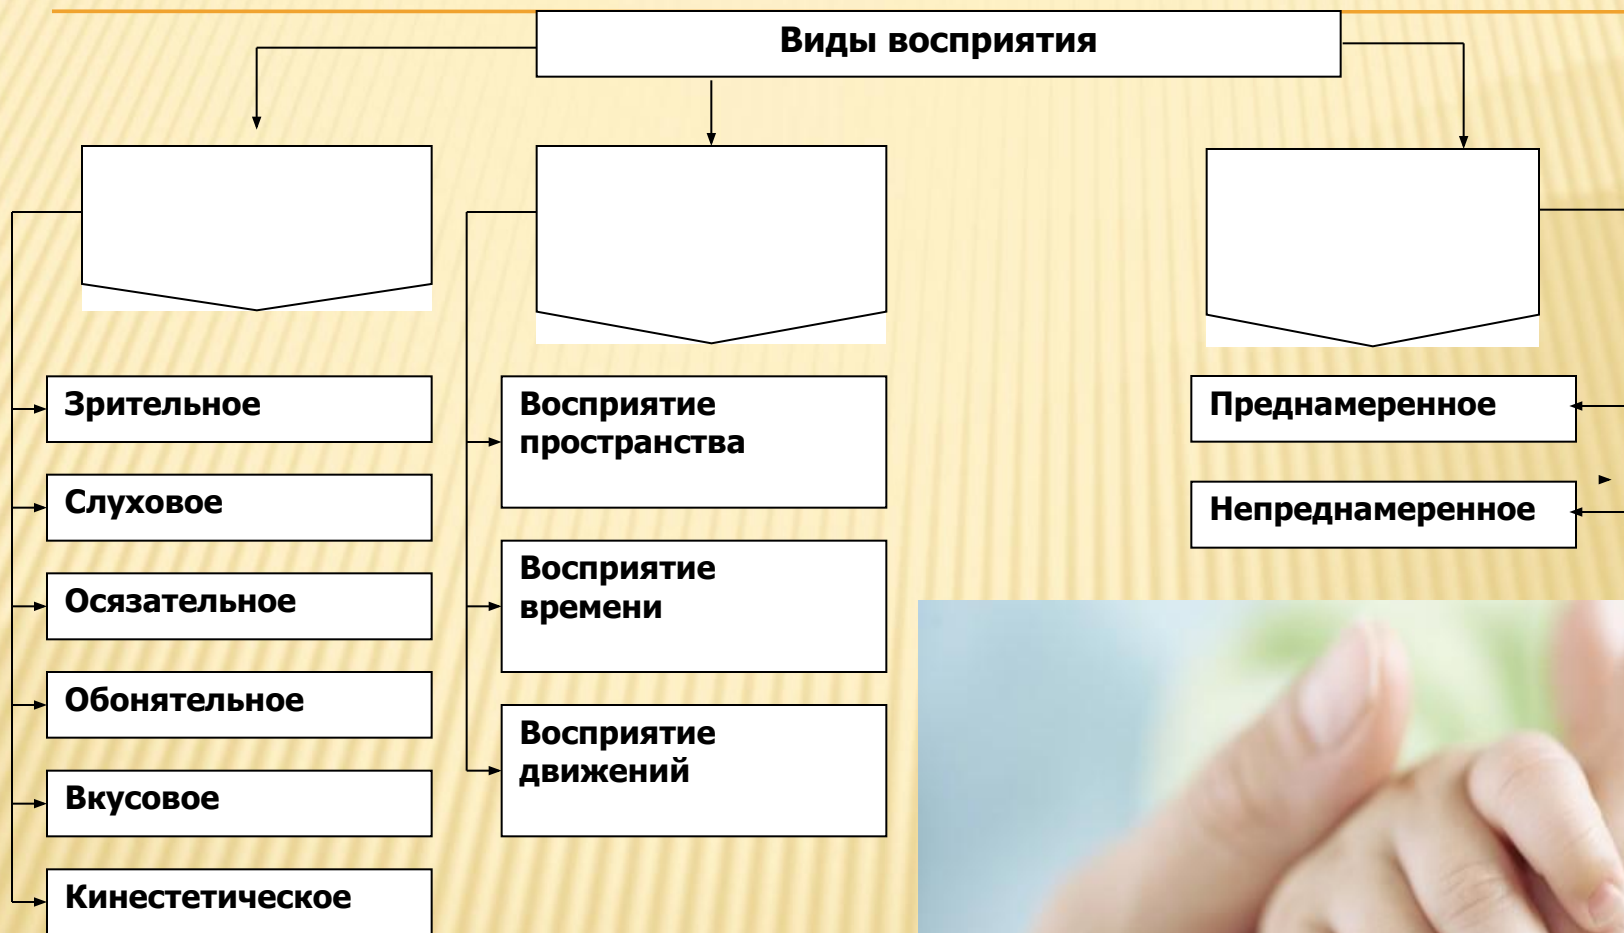 Виды восприятия
Зрительное
Слуховое
Осязательное
Обонятельное
Вкусовое
Кинестетическое
Восприятие
пространства
Восприятие
времени
Восприятие
движений
Преднамеренное
Непреднамеренное